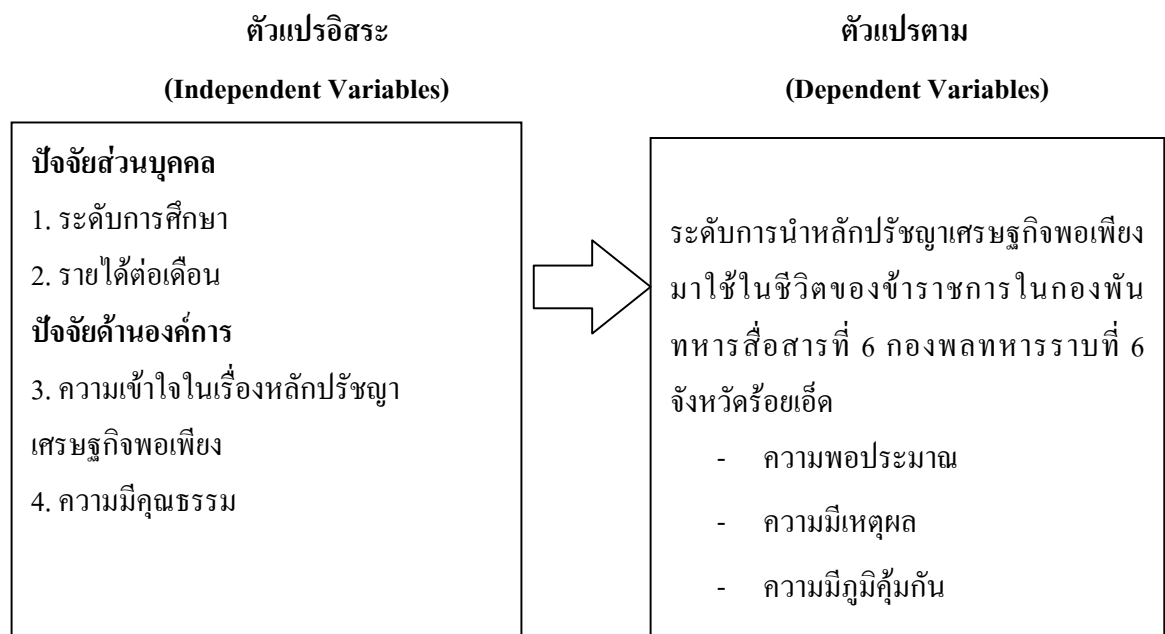 ตัวแปรอิสระ
(Independent Variables)
ปัจจัยส่วนบุคคล
1. ระดับการศึกษา
2. รายได้ต่อเดือน
ปัจจัยด้านองค์การ
3. ความเข้าใจในเรื่องหลักปรัชญา
เศรษฐกิจพอเพียง
4. ความมีคุณธรรม
ตัวแปรตาม
(Dependent Variables)
ระดับการนำหลักปรัชญาเศรษฐกิจพอเพียง
มาใช้ในชีวิตของข้าราชการในกองพัน
ทหารสื่อสารที่ 6 กองพลทหารราบที่ 6
จังหวัดร้อยเอ็ด
- ความพอประมาณ
- ความมีเหตุผล
- ความมีภูมิคุ้มกัน